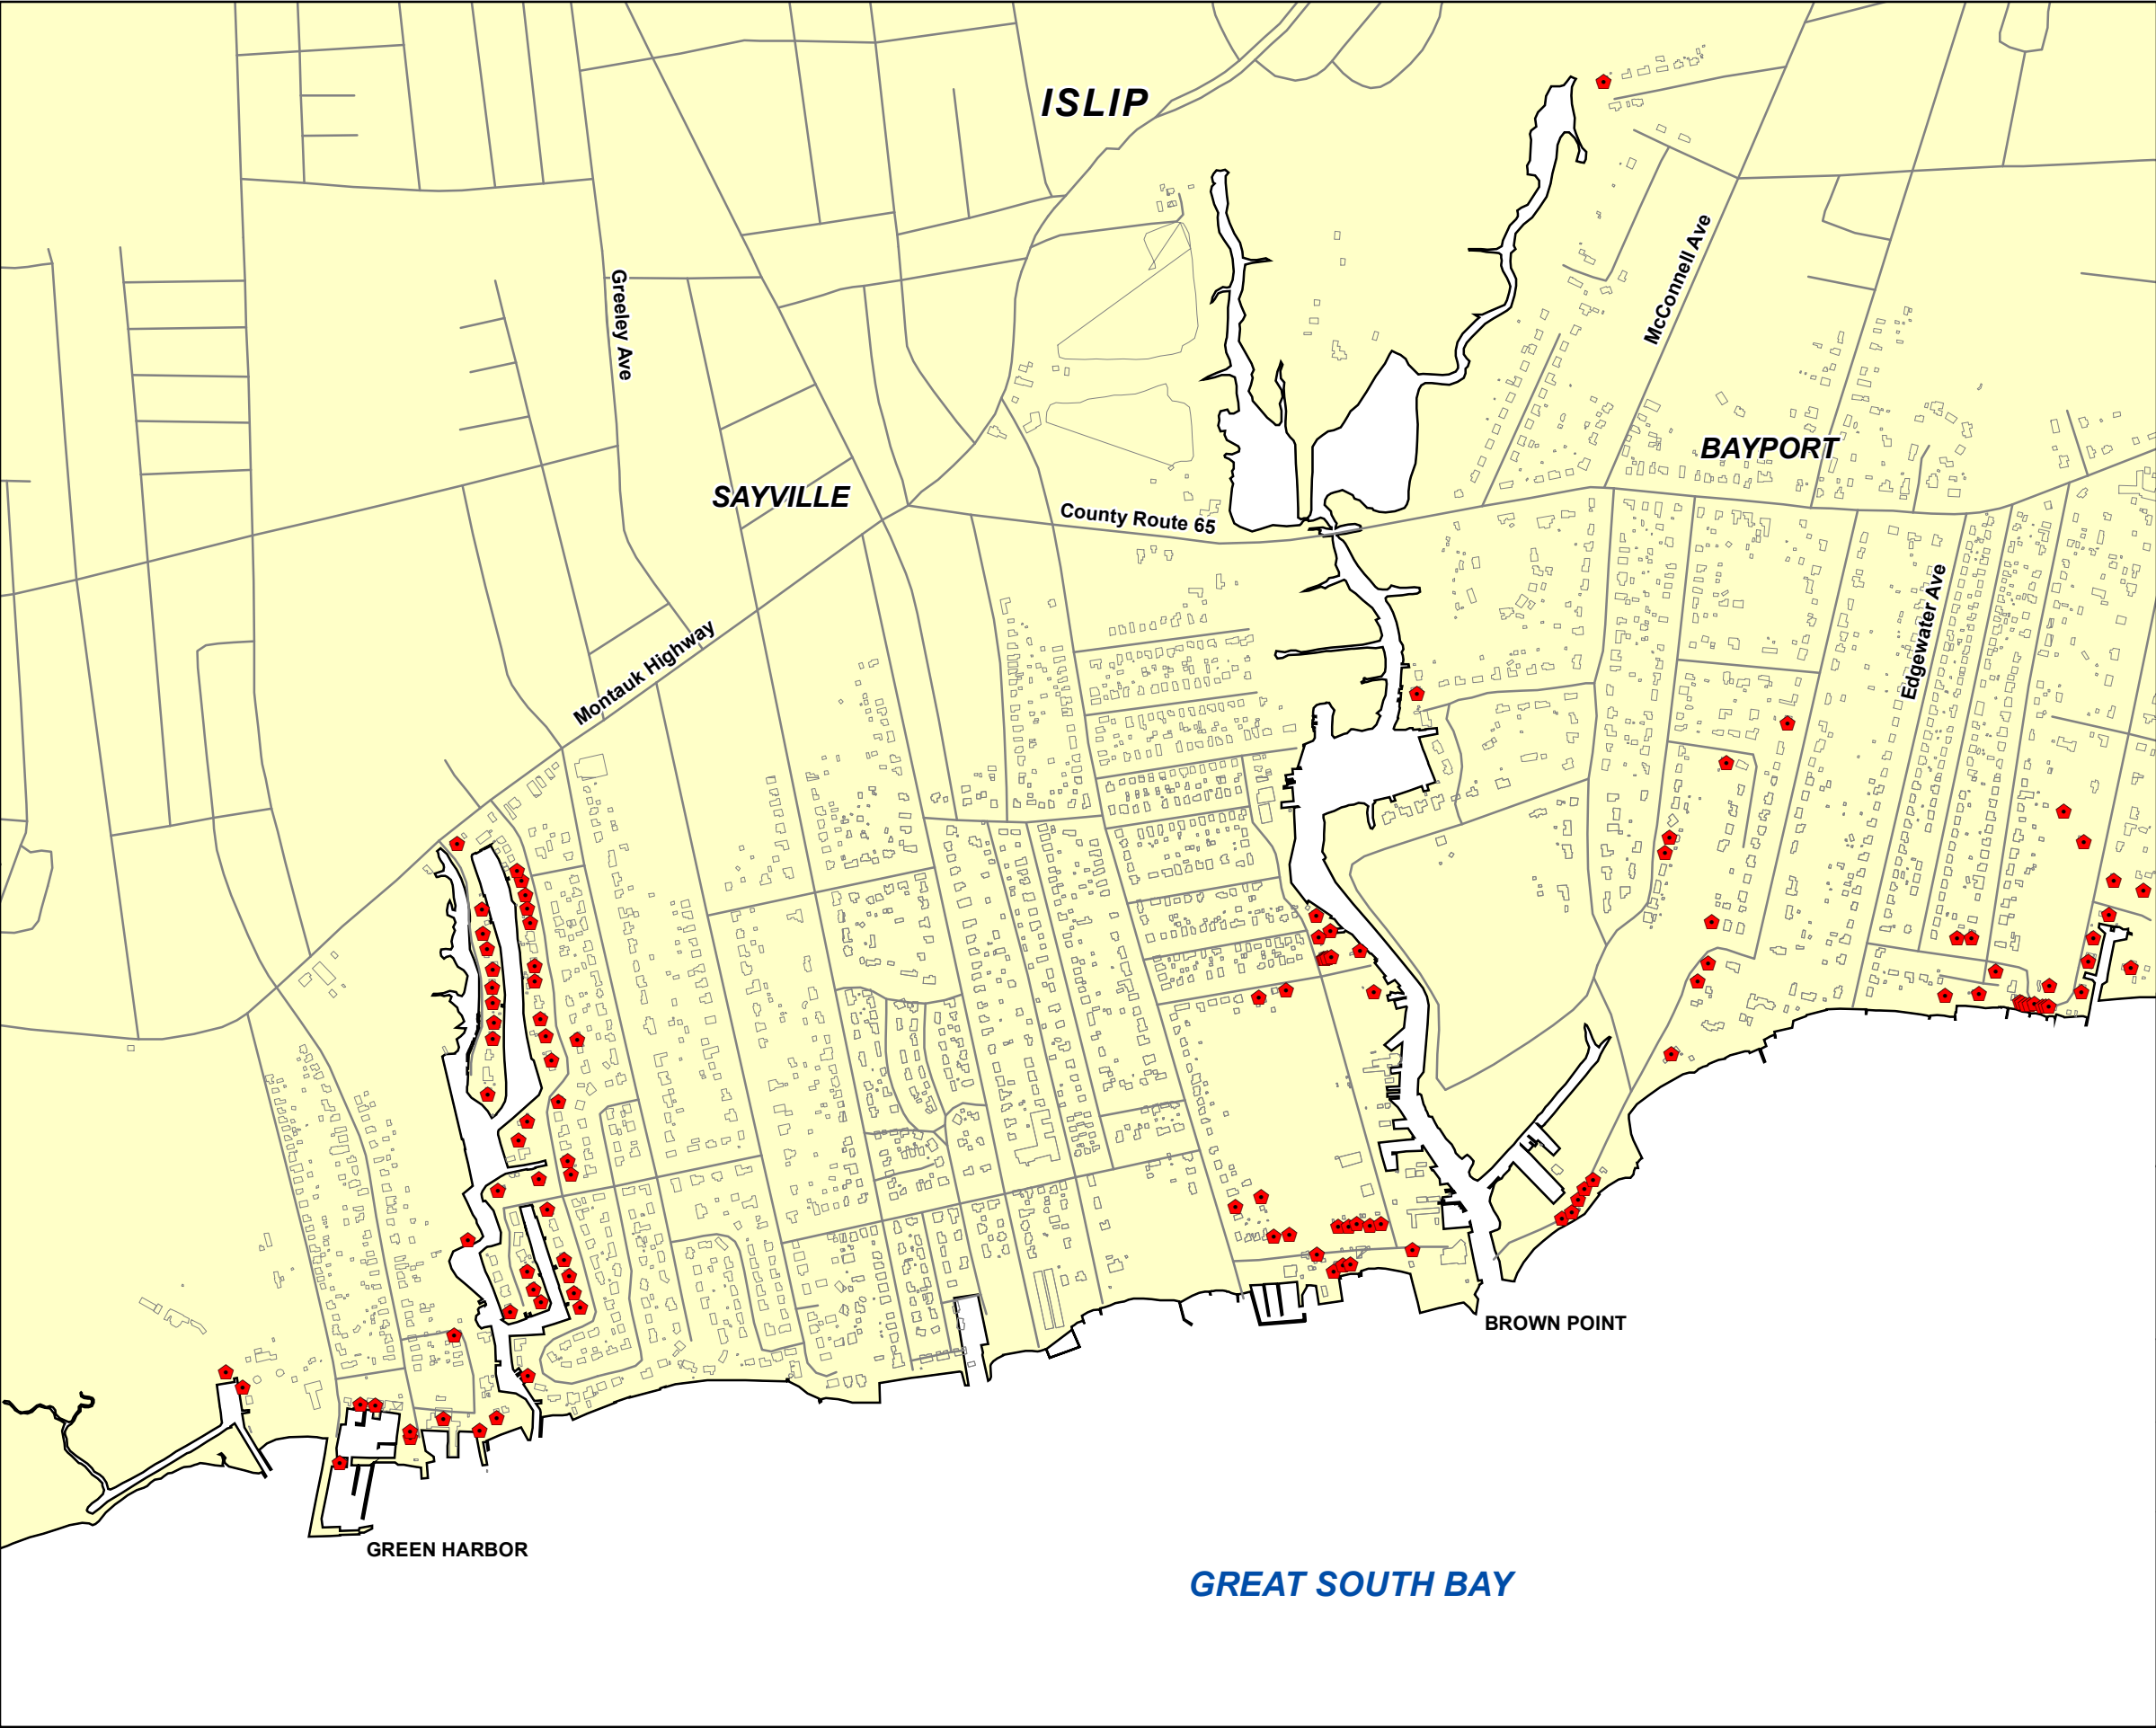 ISLIP
McConnell Ave
Greeley Ave
BAYPORT
SAYVILLE
County Route 65
Edgewater Ave
Montauk Highway
BROWN POINT
GREEN HARBOR
GREAT SOUTH BAY